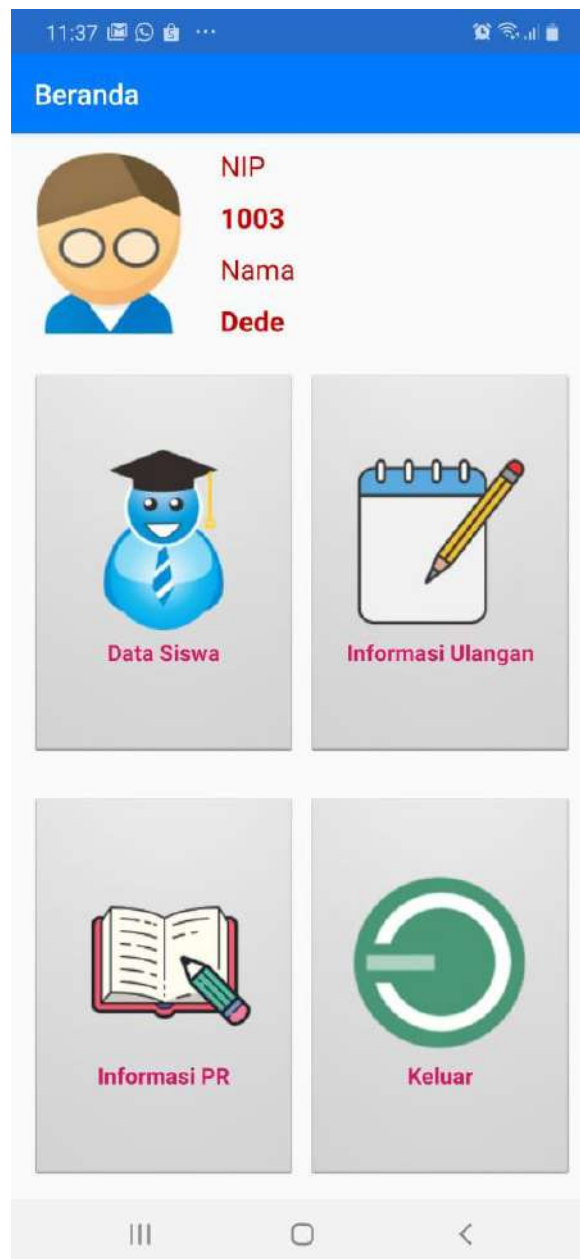 11:37
Beranda
NIP
1003
Nama
Dede
Data Siswa
Informasi Ulangan
Informasi PR
Keluar